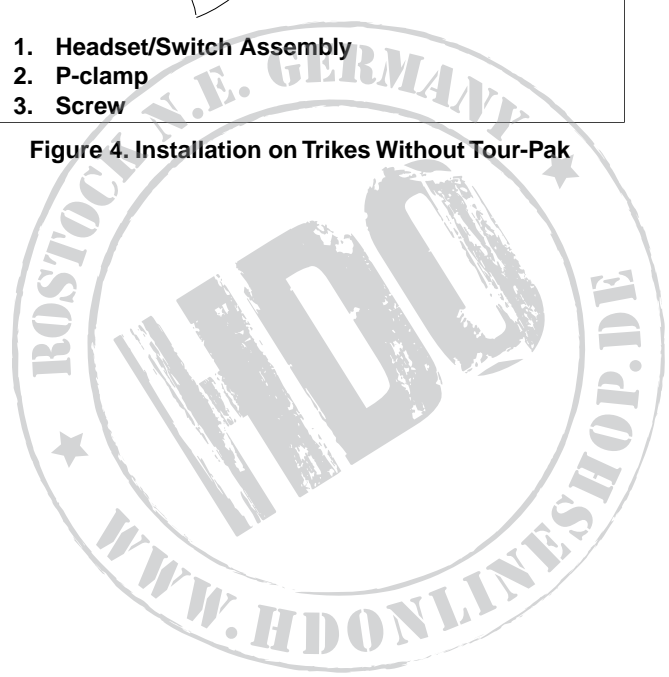 1. Headset/Switch Assembly
2. P-clamp
3. Screw
Figure 4. Installation on Trikes Without Tour-Pak
ROSTOCK N.E. GERMANY
HDO
WWW.HDONLINESHOP.DE